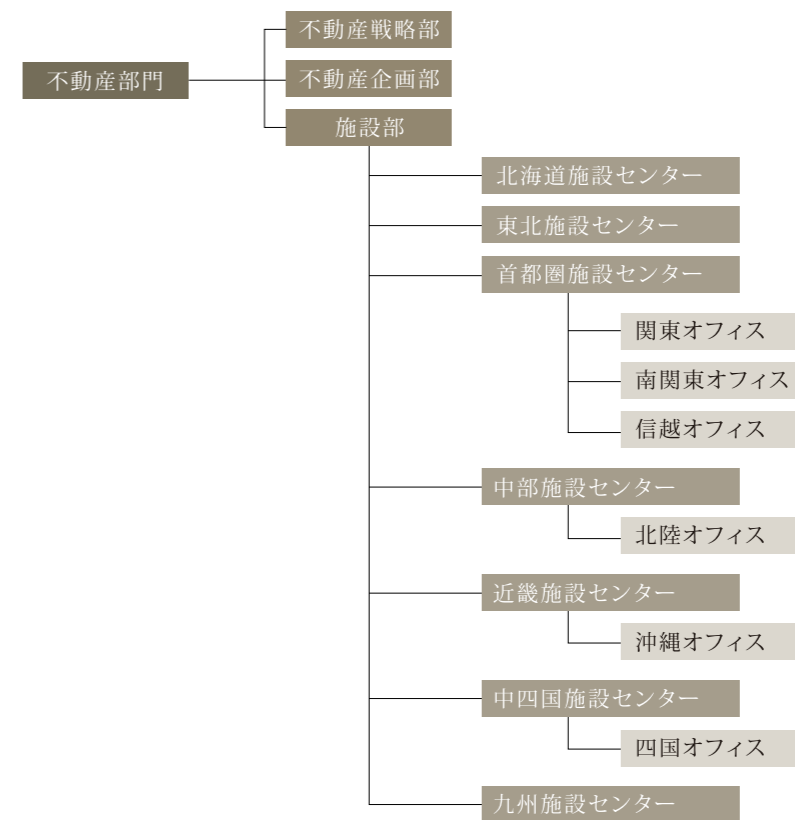 不動産戦略部
不動産部門
不動産企画部
施設部
北海道施設センター
東北施設センター
首都圏施設センター
関東オフィス
南関東オフィス
信越オフィス
中部施設センター
北陸オフィス
近畿施設センター
沖縄オフィス
中四国施設センター
四国オフィス
九州施設センター